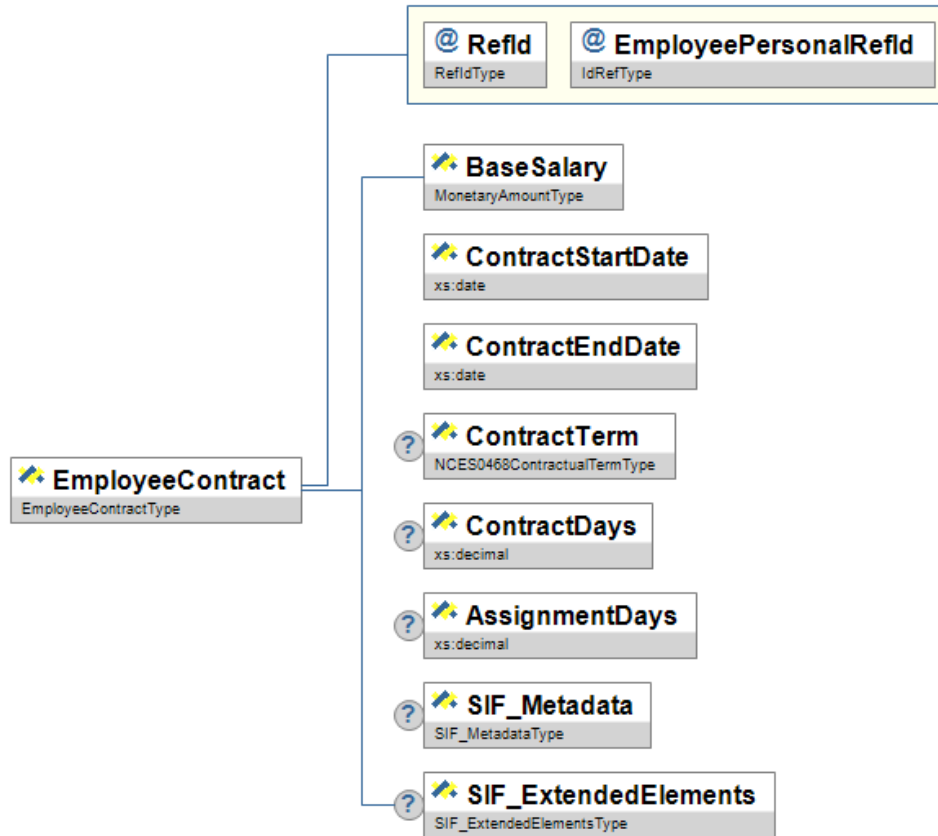 @ RefId
RefIdType
@ EmployeePersonalRefId
IdRefType
BaseSalary
MonetaryAmountType
ContractStartDate
xs:date
ContractEndDate
xs:date
? ContractTerm
NCES0468ContractualTermType
EmployeeContract
EmployeeContractType
? ContractDays
xs:decimal
? AssignmentDays
xs:decimal
? SIF_Metadata
SIF_MetadataType
? SIF_ExtendedElements
SIF_ExtendedElementsType